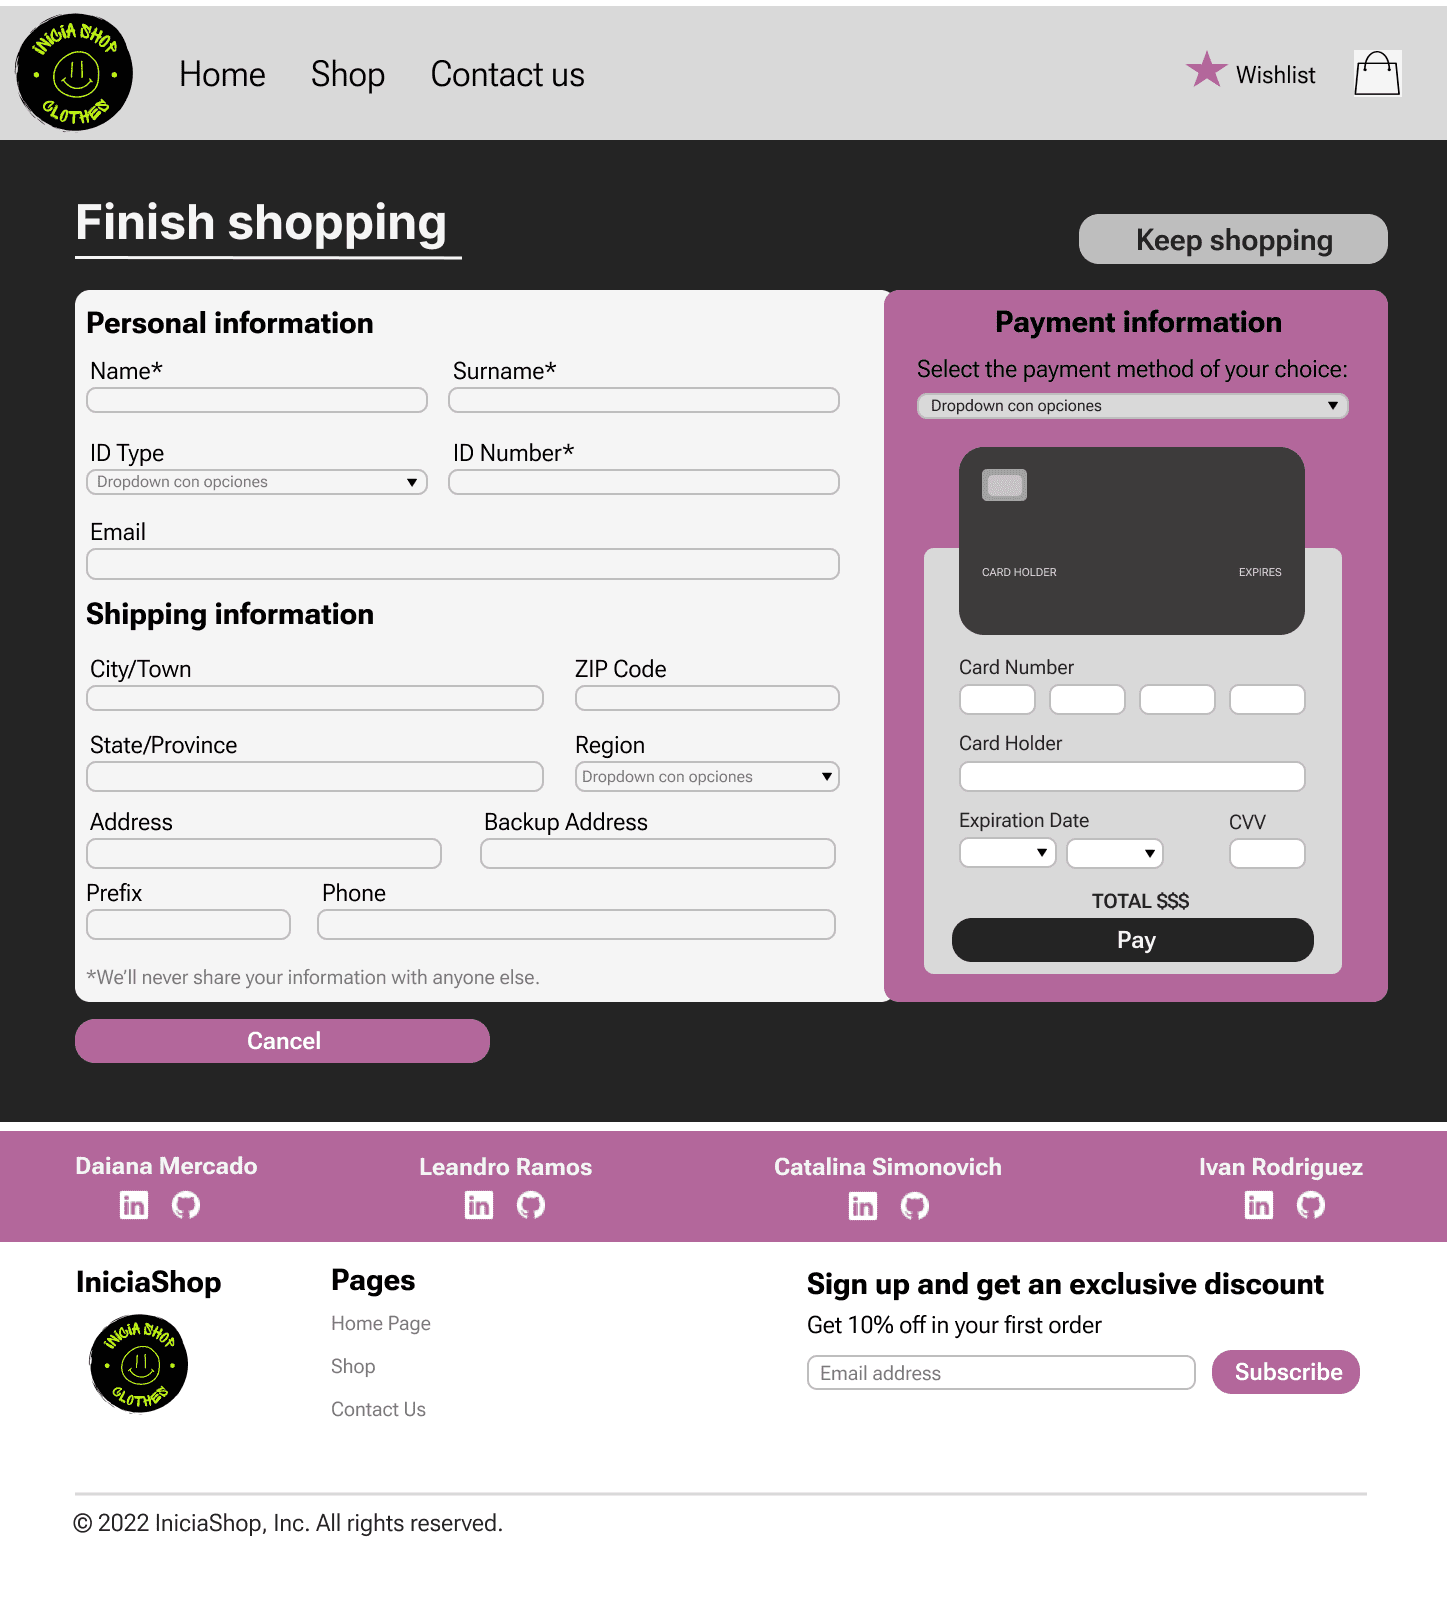 INICIA SHOP
CLOTHES
Home Shop Contact us
Wishlist
Finish shopping
Keep shopping
Personal information
Name* Surname*
ID Type ID Number*
Dropdown con opciones
Email
Shipping information
City/Town ZIP Code
State/Province Region
Dropdown con opciones
Address Backup Address
Prefix Phone
*We'll never share your information with anyone else.
Payment information
Select the payment method of your choice:
Dropdown con opciones
CARD HOLDER EXPIRES
Card Number
Card Holder
Expiration Date CVV
TOTAL $$$
Pay
Cancel
Daiana Mercado Leandro Ramos Catalina Simonovich Ivan Rodriguez
in in in in
IniciaShop
INICIA SHOP
CLOTHES
Pages
Home Page
Shop
Contact Us
Sign up and get an exclusive discount
Get 10% off in your first order
Email address Subscribe
© 2022 IniciaShop, Inc. All rights reserved.